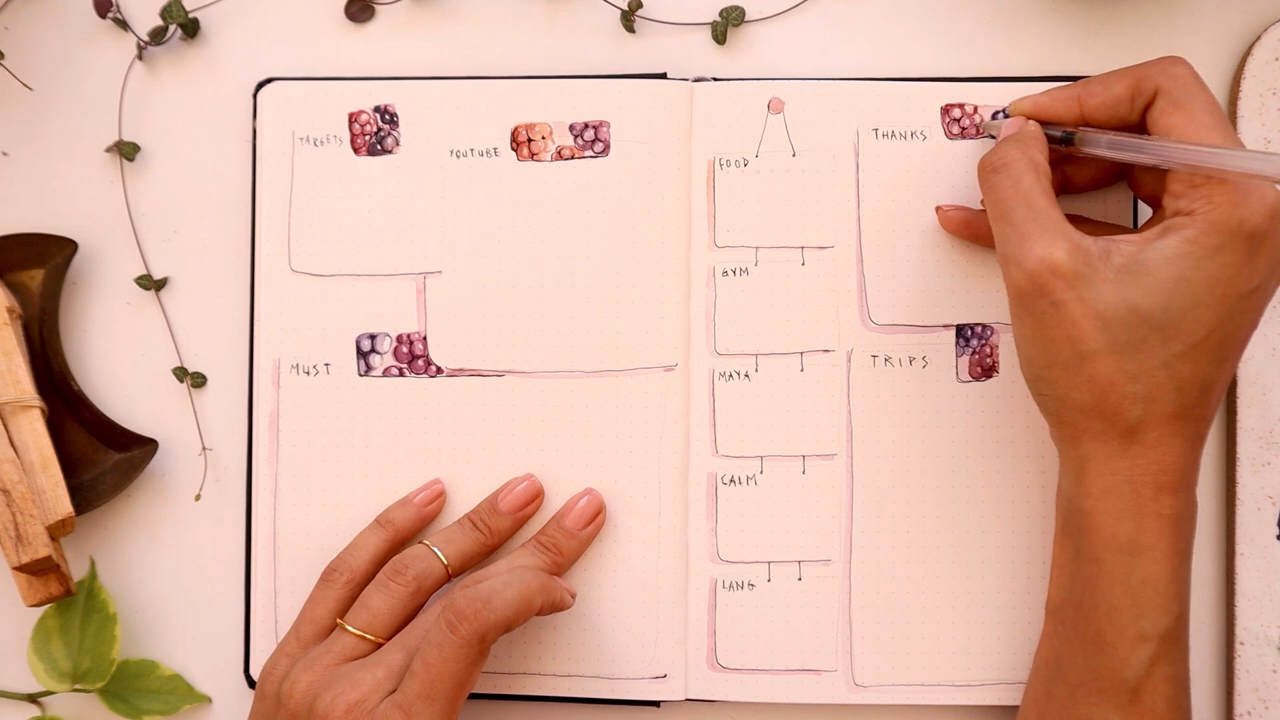 TARGETS
YOUTUBE
MUST
FOOD
GYM
MAYA
CALM
LANG
THANKS
TRIPS